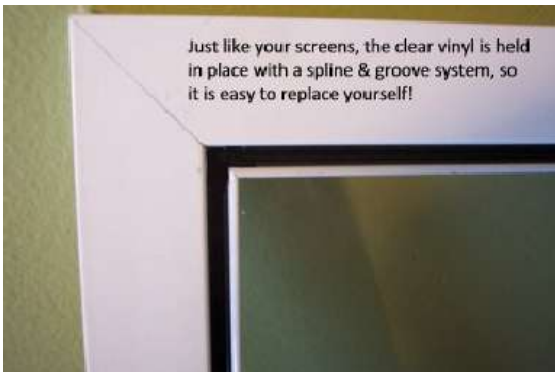 Just like your screens, the clear vinyl is held
in place with a spline & groove system, so
it is easy to replace yourself!